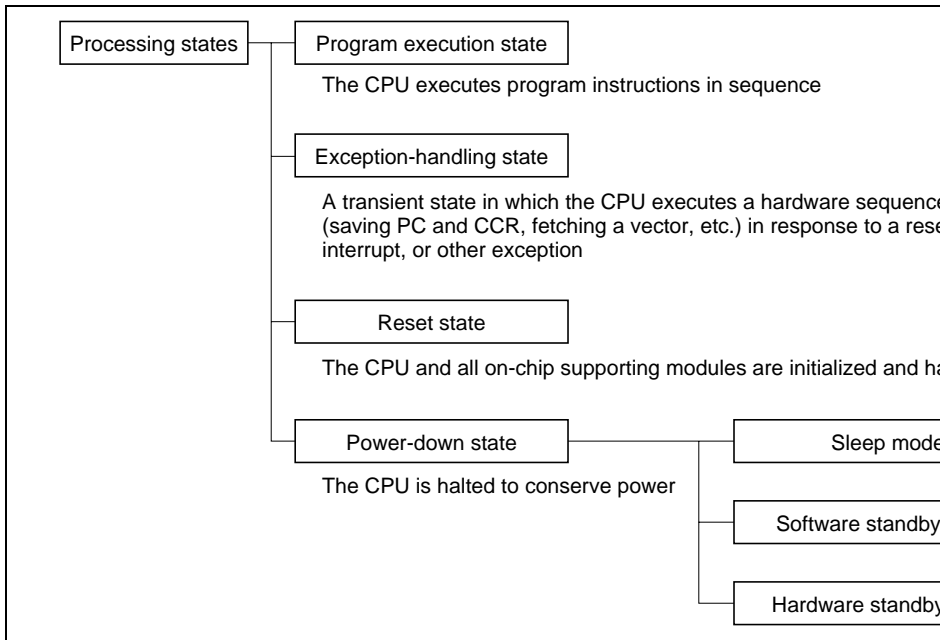 Processing states
Program execution state
The CPU executes program instructions in sequence
Exception-handling state
A transient state in which the CPU executes a hardware sequence
(saving PC and CCR, fetching a vector, etc.) in response to a
interrupt, or other exception
Reset state
The CPU and all on-chip supporting modules are initialized and
Power-down state
Sleep mode
The CPU is halted to conserve power
Software standby
Hardware standby